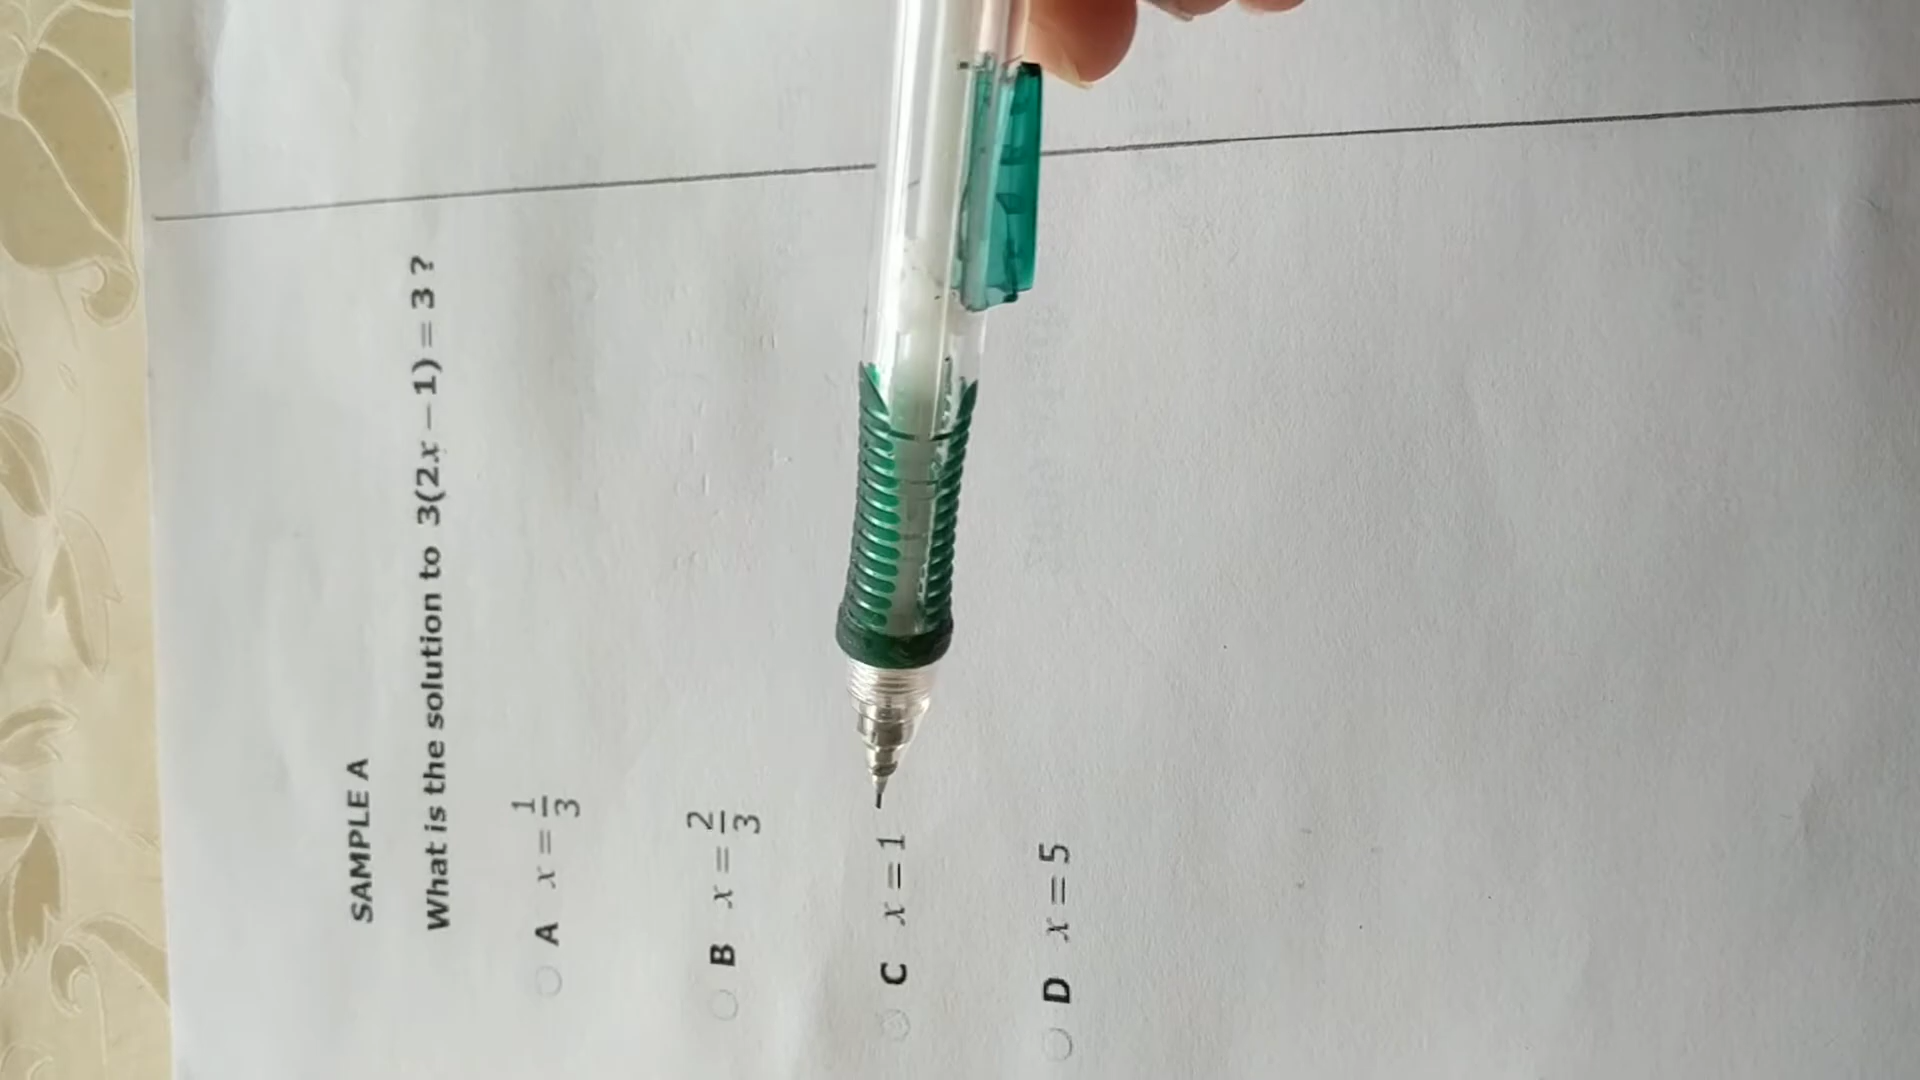 SAMPLE A
What is the solution to 3(2x − 1) = 3 ?
A x = 1/3
B x = 2/3
C x = 1
D x = 5